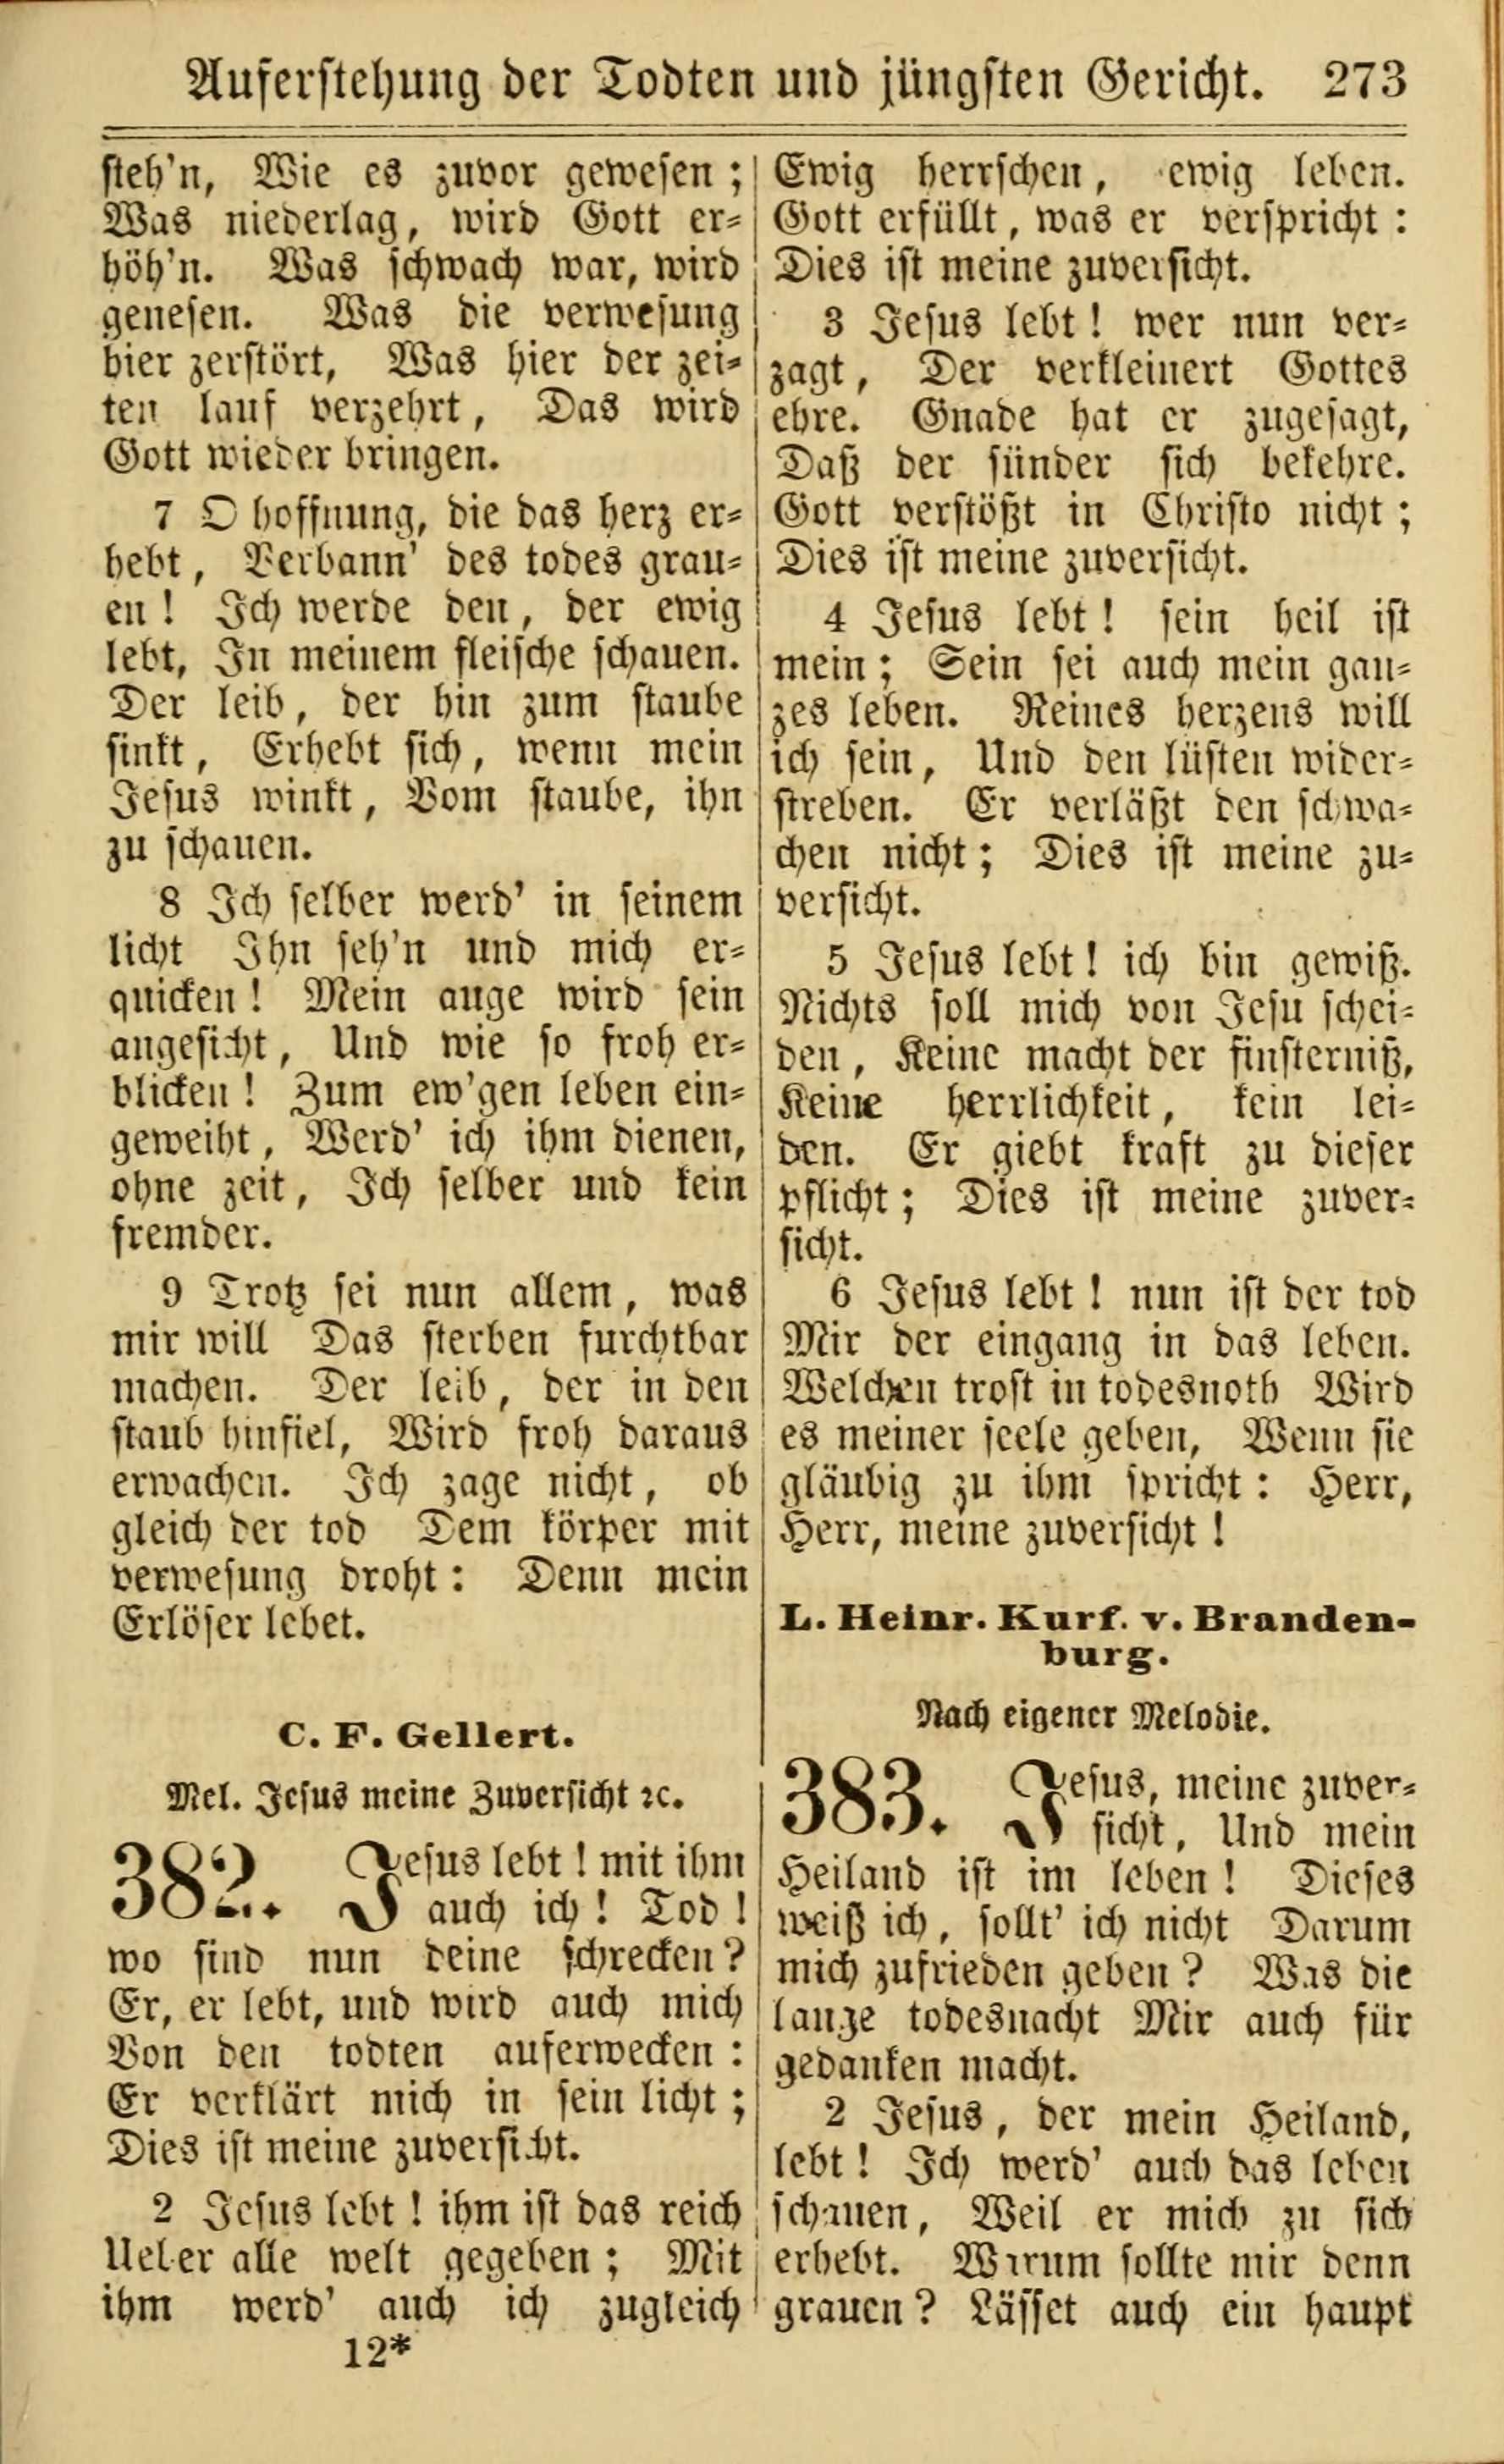 Auferstehung der Todten und jüngsten Gericht. 273
steh'n, Wie es zuvor gewesen;
Was niederlag, wird Gott er-
höh'n. Was schwach war, wird
genesen. Was die verwesung
hier zerstört, Was hier der zei-
ten lauf verzehrt, Das wird
Gott wieder bringen.
7 O hoffnung, die das herz er-
hebt, Verbann' des todes grau-
en! Ich werde den, der ewig
lebt, In meinem fleische schauen.
Der leib, der hin zum staube
sinkt, Erhebt sich, wenn mein
Jesus winkt, Vom staube, ihn
zu schauen.
8 Ich selber werd' in seinem
licht Ihn seh'n und mich er-
quicken! Mein auge wird sein
angesicht, Und wie so froh er-
blicken! Zum ew'gen leben ein-
geweiht, Werd' ich ihm dienen,
ohne zeit, Ich selber und kein
fremder.
9 Trotz sei nun allem, was
mir will Das sterben furchtbar
machen. Der leib, der in den
staub hinfiel, Wird froh daraus
erwachen. Ich zage nicht, ob
gleich der tod Dem körper mit
verwesung droht: Denn mein
Erlöser lebet.
C. F. Gellert.
Mel. Jesus meine Zuversicht ꝛc.
382. Jesus lebt! mit ihm
auch ich! Tod!
wo sind nun deine schrecken?
Er, er lebt, und wird auch mich
Von den todten auferwecken:
Er verklärt mich in sein licht;
Dies ist meine zuversicht.
2 Jesus lebt! ihm ist das reich
Ueber alle welt gegeben; Mit
ihm werd' auch ich zugleich
12*
Ewig herrschen, ewig leben.
Gott erfüllt, was er verspricht:
Dies ist meine zuversicht.
3 Jesus lebt! wer nun ver-
zagt, Der verkleinert Gottes
ehre. Gnade hat er zugesagt,
Daß der sünder sich bekehre.
Gott verstößt in Christo nicht;
Dies ist meine zuversicht.
4 Jesus lebt! sein heil ist
mein; Sein sei auch mein gan-
zes leben. Reines herzens will
ich sein, Und den lüsten wider-
streben. Er verläßt den schwa-
chen nicht; Dies ist meine zu-
versicht.
5 Jesus lebt! ich bin gewiß.
Nichts soll mich von Jesu schei-
den, Keine macht der finsterniß,
Keine herrlichkeit, kein lei-
den. Er giebt kraft zu dieser
pflicht; Dies ist meine zuver-
sicht.
6 Jesus lebt! nun ist der tod
Mir der eingang in das leben.
Welchen trost in todesnoth Wird
es meiner seele geben, Wenn sie
gläubig zu ihm spricht: Herr,
Herr, meine zuversicht!
L. Heinr. Kurf. v. Branden-
burg.
Nach eigener Melodie.
383. Jesus, meine zuver-
sicht, Und mein
Heiland ist im leben! Dieses
weiß ich, sollt' ich nicht Darum
mich zufrieden geben? Was die
lange todesnacht Mir auch für
gedanken macht.
2 Jesus, der mein Heiland,
lebt! Ich werd' auch das leben
schauen, Weil er mich zu sich
erhebt. Warum sollte mir denn
grauen? Lässet auch ein haupt